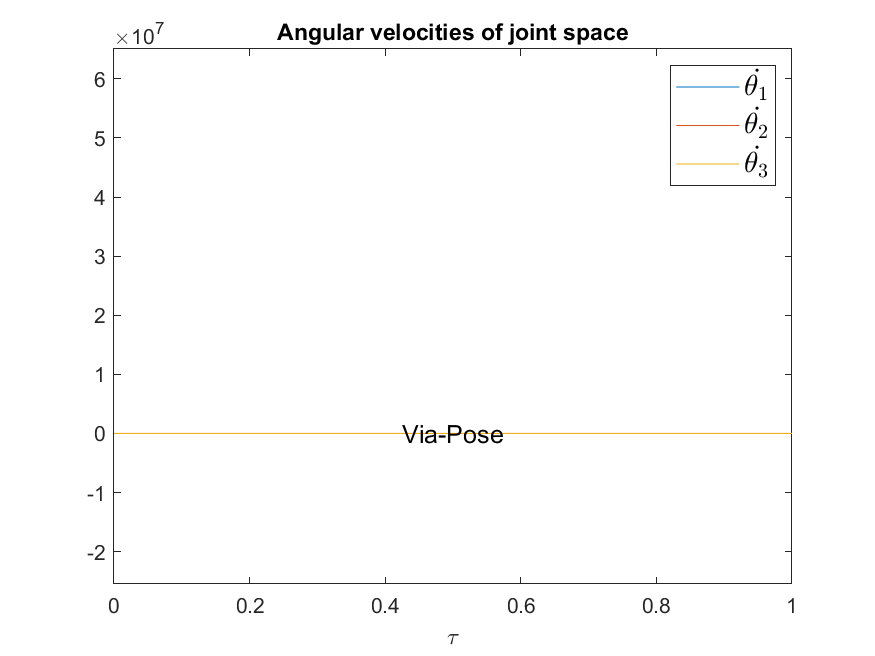 ×10⁷
Angular velocities of joint space
6
5
4
3
2
1
0
-1
-2
θ̇₁
θ̇₂
θ̇₃
Via-Pose
0 0.2 0.4 0.6 0.8 1
τ